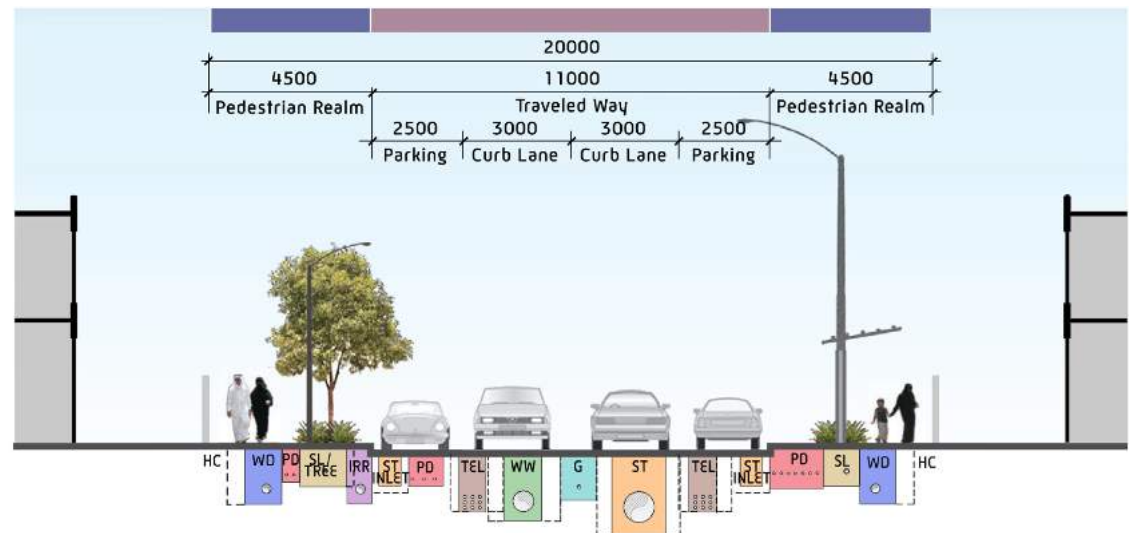 20000
4500 11000 4500
Pedestrian Realm Traveled Way Pedestrian Realm
2500 3000 3000 2500
Parking Curb Lane Curb Lane Parking
HC WD PD SL/ TREE IRR ST INLET PD TEL WW G ST TEL ST INLET PD SL WD HC